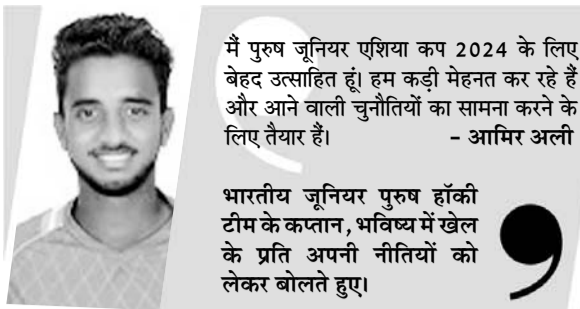 मैं पुरुष जूनियर एशिया कप 2024 के लिए
बेहद उत्साहित हूं। हम कड़ी मेहनत कर रहे हैं
और आने वाली चुनौतियों का सामना करने के
लिए तैयार हैं। – आमिर अली
भारतीय जूनियर पुरुष हॉकी
टीम के कप्तान, भविष्य में खेल
के प्रति अपनी नीतियों को
लेकर बोलते हुए।